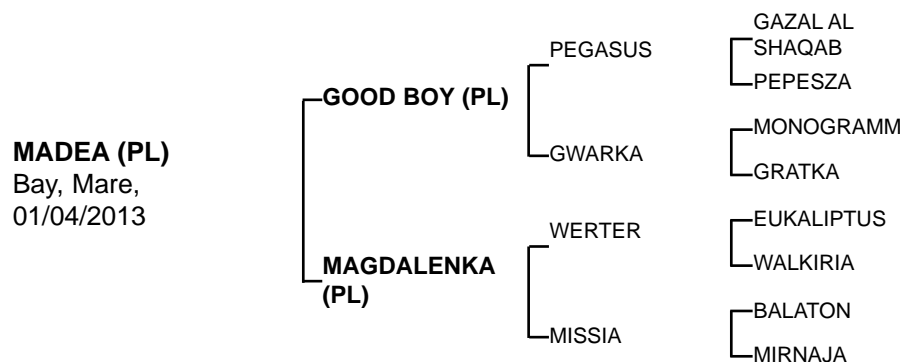 MADEA (PL)
Bay, Mare,
01/04/2013
GOOD BOY (PL)
MAGDALENKA
(PL)
PEGASUS
GWARKA
WERTER
MISSIA
GAZAL AL
SHAQAB
PEPESZA
MONOGRAMM
GRATKA
EUKALIPTUS
WALKIRIA
BALATON
MIRNAJA